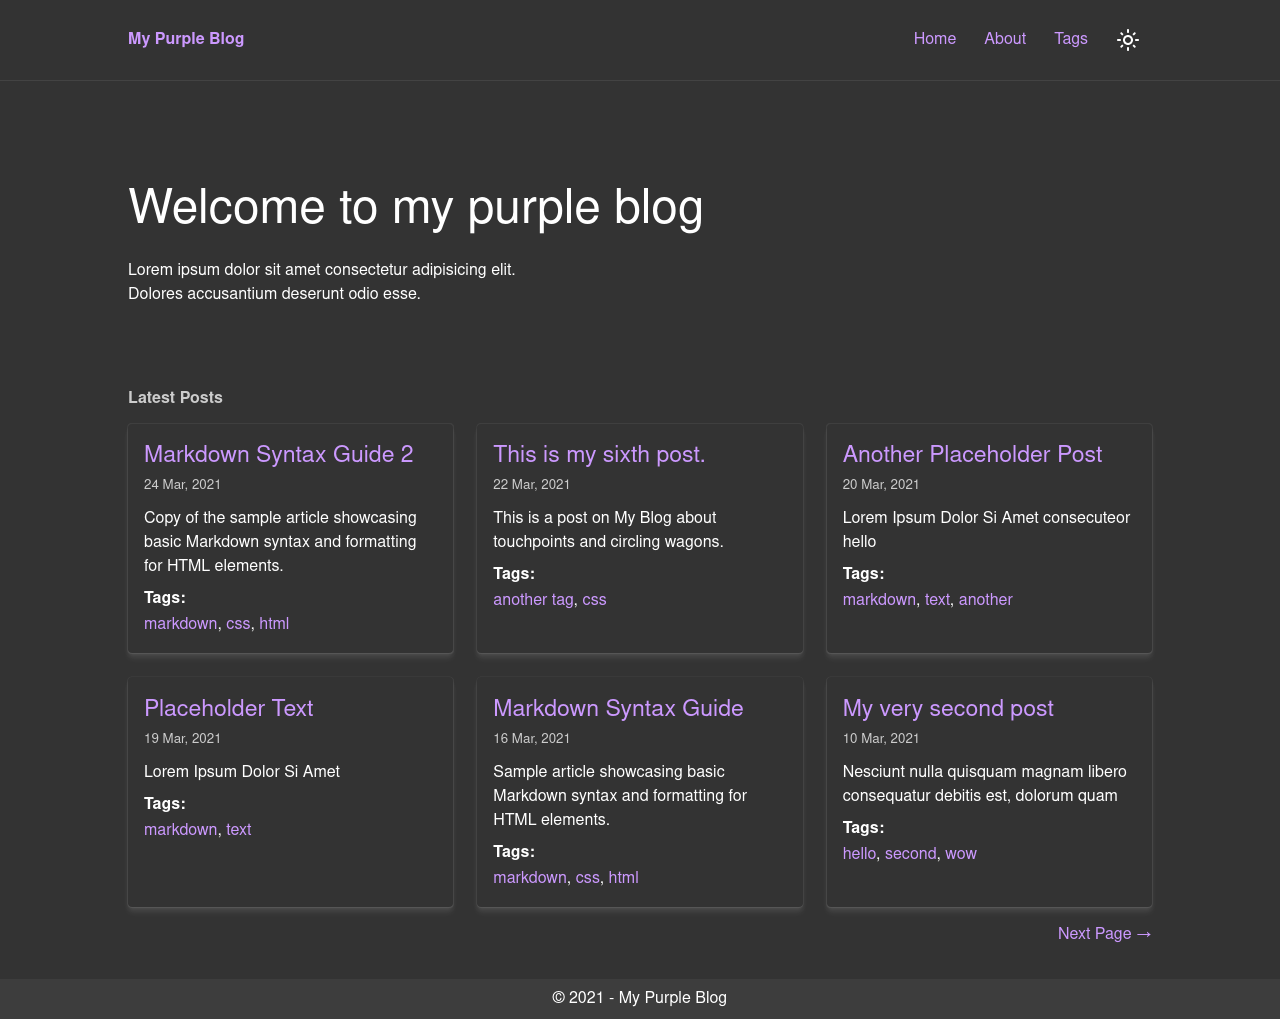 My Purple Blog
Home About Tags
Welcome to my purple blog
Lorem ipsum dolor sit amet consectetur adipisicing elit.
Dolores accusantium deserunt odio esse.
Latest Posts
Markdown Syntax Guide 2
24 Mar, 2021
Copy of the sample article showcasing
basic Markdown syntax and formatting
for HTML elements.
Tags:
markdown, css, html
This is my sixth post.
22 Mar, 2021
This is a post on My Blog about
touchpoints and circling wagons.
Tags:
another tag, css
Another Placeholder Post
20 Mar, 2021
Lorem Ipsum Dolor Si Amet consecuteor
hello
Tags:
markdown, text, another
Placeholder Text
19 Mar, 2021
Lorem Ipsum Dolor Si Amet
Tags:
markdown, text
Markdown Syntax Guide
16 Mar, 2021
Sample article showcasing basic
Markdown syntax and formatting for
HTML elements.
Tags:
markdown, css, html
My very second post
10 Mar, 2021
Nesciunt nulla quisquam magnam libero
consequatur debitis est, dolorum quam
Tags:
hello, second, wow
Next Page →
© 2021 - My Purple Blog